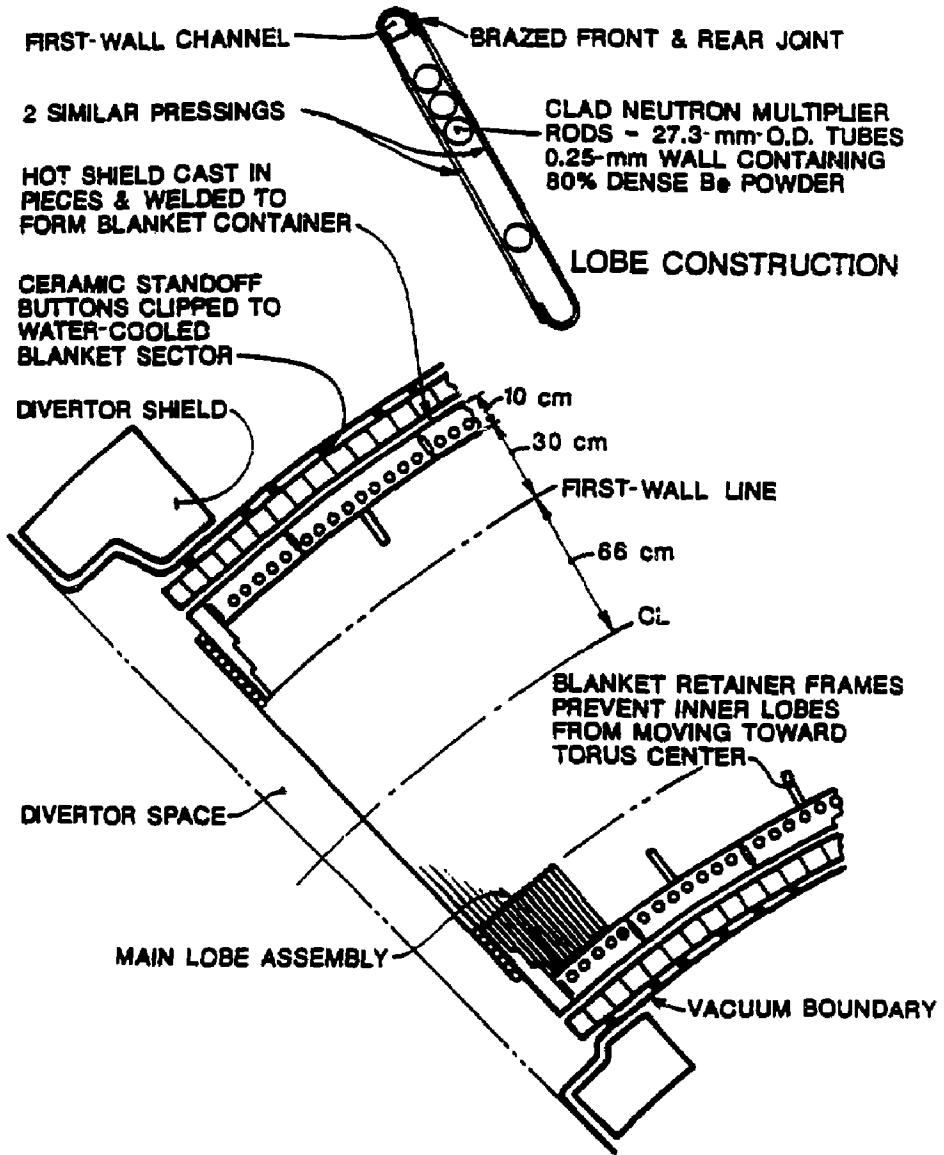 FIRST-WALL CHANNEL
BRAZED FRONT & REAR JOINT
2 SIMILAR PRESSINGS
CLAD NEUTRON MULTIPLIER
RODS - 27.3-mm-O.D. TUBES
0.25-mm WALL CONTAINING
80% DENSE Be POWDER
HOT SHIELD CAST IN
PIECES & WELDED TO
FORM BLANKET CONTAINER
LOBE CONSTRUCTION
CERAMIC STANDOFF
BUTTONS CLIPPED TO
WATER-COOLED
BLANKET SECTOR
DIVERTOR SHIELD
10 cm
30 cm
FIRST-WALL LINE
66 cm
CL
BLANKET RETAINER FRAMES
PREVENT INNER LOBES
FROM MOVING TOWARD
TORUS CENTER
DIVERTOR SPACE
MAIN LOBE ASSEMBLY
VACUUM BOUNDARY